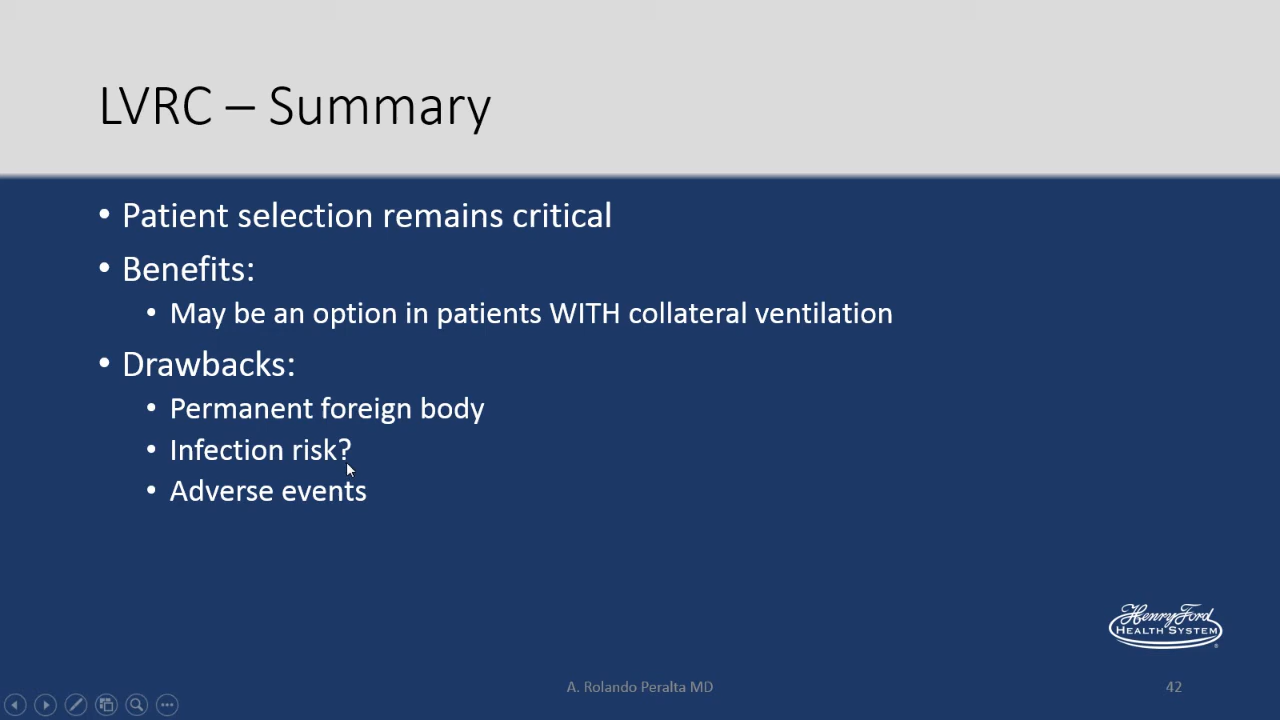 LVRC – Summary
• Patient selection remains critical
• Benefits:
• May be an option in patients WITH collateral ventilation
• Drawbacks:
• Permanent foreign body
• Infection risk?
• Adverse events
Henry Ford
HEALTH SYSTEM
A. Rolando Peralta MD
42